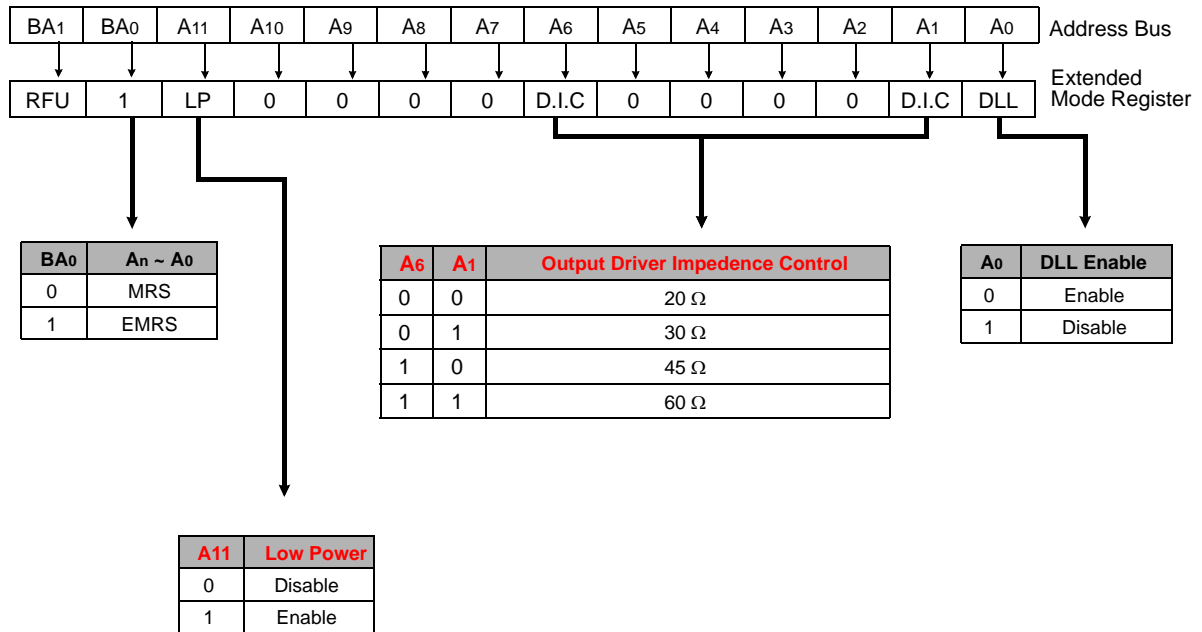 BA1 BA0 A11 A10 A9 A8 A7 A6 A5 A4 A3 A2 A1 A0 Address Bus
RFU 1 LP 0 0 0 0 D.I.C 0 0 0 0 D.I.C DLL Extended Mode Register
BA0 An ~ A0
0 MRS
1 EMRS
A6 A1 Output Driver Impedence Control
0 0 20 Ω
0 1 30 Ω
1 0 45 Ω
1 1 60 Ω
A0 DLL Enable
0 Enable
1 Disable
A11 Low Power
0 Disable
1 Enable